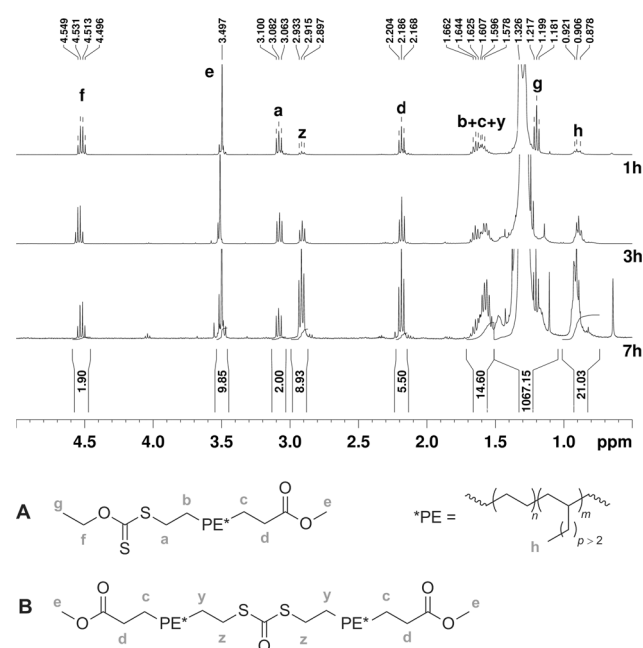 4.549 4.531 4.513 4.496 3.497 3.100 3.082 3.063 2.933 2.915 2.897 2.204 2.186 2.168 1.662 1.644 1.625 1.607 1.596 1.578 1.326 1.217 1.199 1.181 0.921 0.906 0.878
e
f a z d b+c+y g h
1h
3h
7h
1.90 9.85 2.00 8.93 5.50 14.60 1067.15 21.03
4.5 4.0 3.5 3.0 2.5 2.0 1.5 1.0 ppm
A g O S b PE* c O O e
f S a d
*PE = n m
h p > 2
B e O O c PE* y S S y PE* c O O e
d z O z d